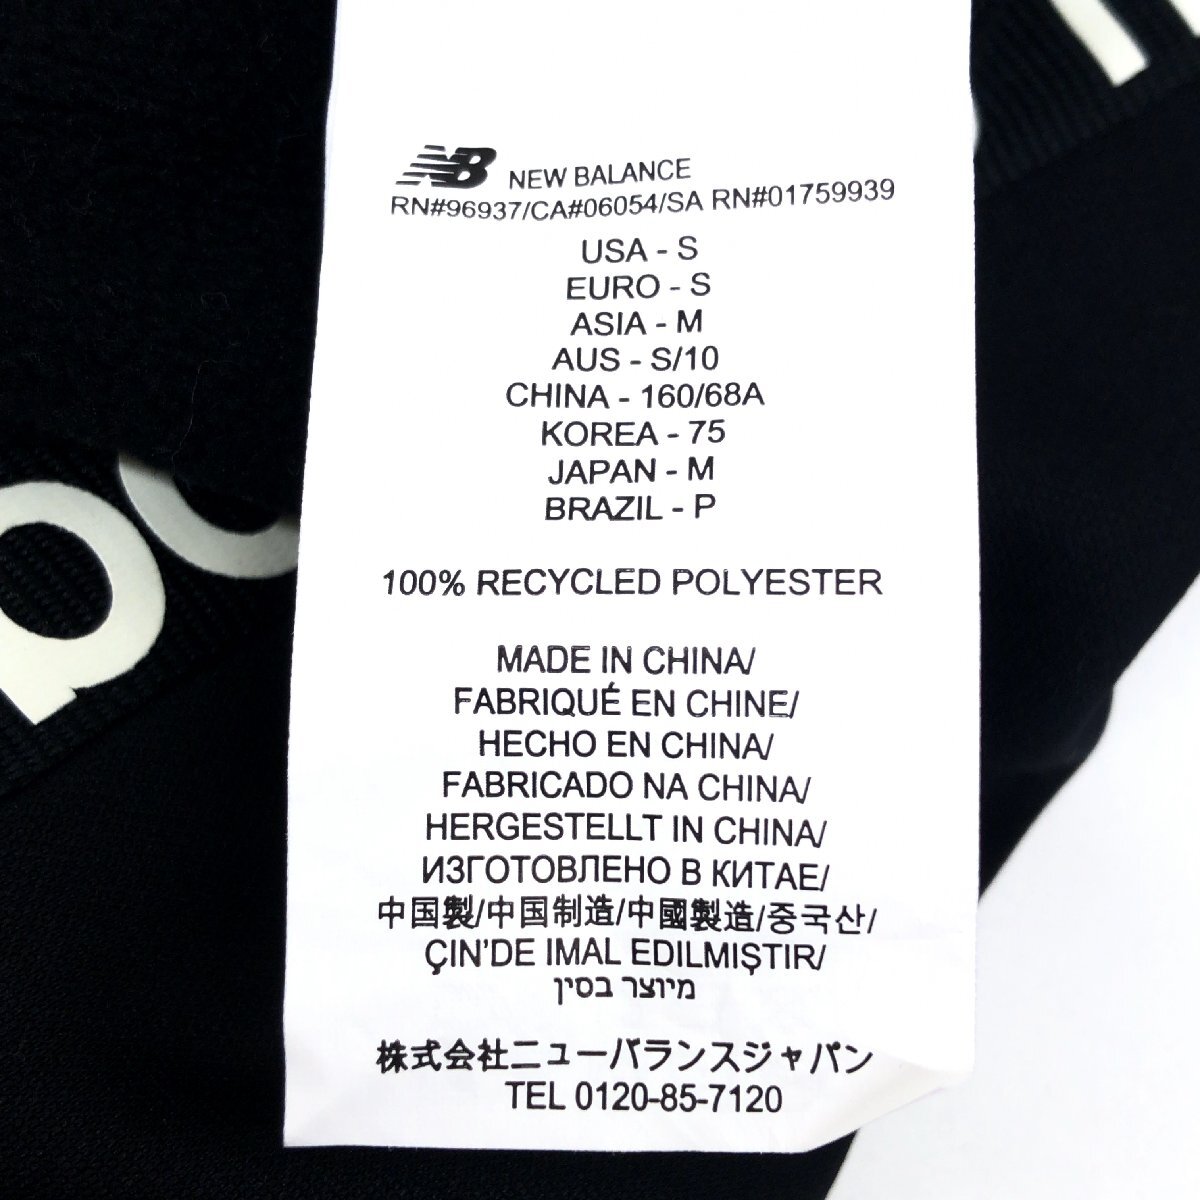 NB NEW BALANCE
RN#96937/CA#06054/SA RN#01759939
USA - S
EURO - S
ASIA - M
AUS - S/10
CHINA - 160/68A
KOREA - 75
JAPAN - M
BRAZIL - P
100% RECYCLED POLYESTER
MADE IN CHINA/
FABRIQUÉ EN CHINE/
HECHO EN CHINA/
FABRICADO NA CHINA/
HERGESTELLT IN CHINA/
ИЗГОТОВЛЕНО В КИТАЕ/
中国製/中国制造/中國製造/중국산/
ÇIN'DE IMAL EDILMIŞTIR/
מיוצר בסין
株式会社ニューバランスジャパン
TEL 0120-85-7120